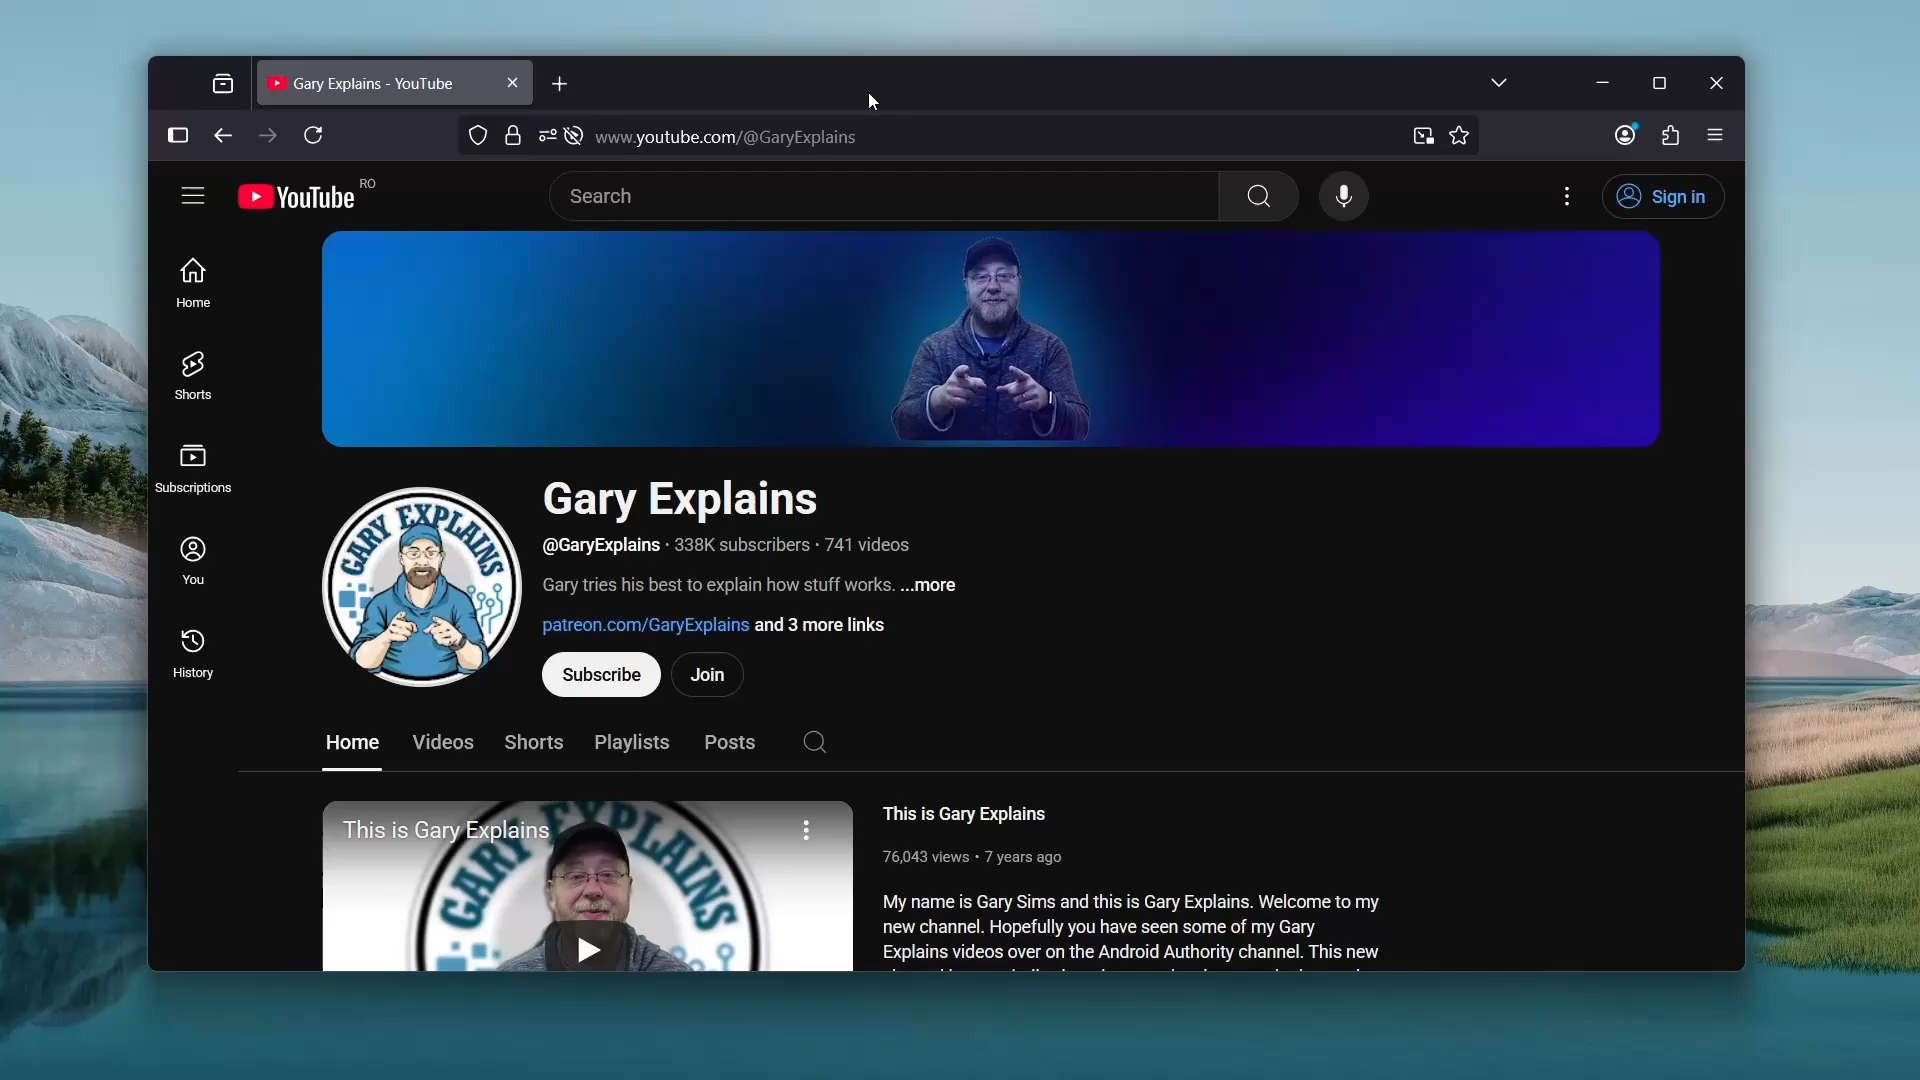 Gary Explains - YouTube
www.youtube.com/@GaryExplains
YouTube RO
Search
Sign in
Home
Shorts
Subscriptions
You
History
GARY EXPLAINS
Gary Explains
@GaryExplains · 338K subscribers · 741 videos
Gary tries his best to explain how stuff works. ...more
patreon.com/GaryExplains and 3 more links
Subscribe
Join
Home
Videos
Shorts
Playlists
Posts
This is Gary Explains
GARY EXPLAINS
This is Gary Explains
76,043 views • 7 years ago
My name is Gary Sims and this is Gary Explains. Welcome to my
new channel. Hopefully you have seen some of my Gary
Explains videos over on the Android Authority channel. This new